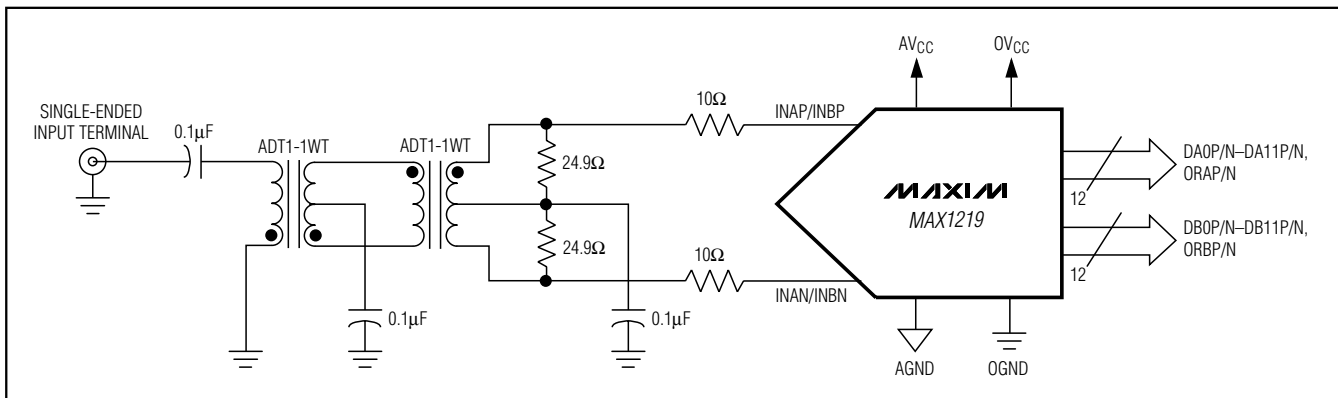 AVCC
OVCC
SINGLE-ENDED
INPUT TERMINAL
0.1µF
ADT1-1WT
ADT1-1WT
10Ω
INAP/INBP
24.9Ω
24.9Ω
10Ω
INAN/INBN
0.1µF
0.1µF
MAXIM
MAX1219
12
DA0P/N–DA11P/N,
ORAP/N
12
DB0P/N–DB11P/N,
ORBP/N
AGND
OGND